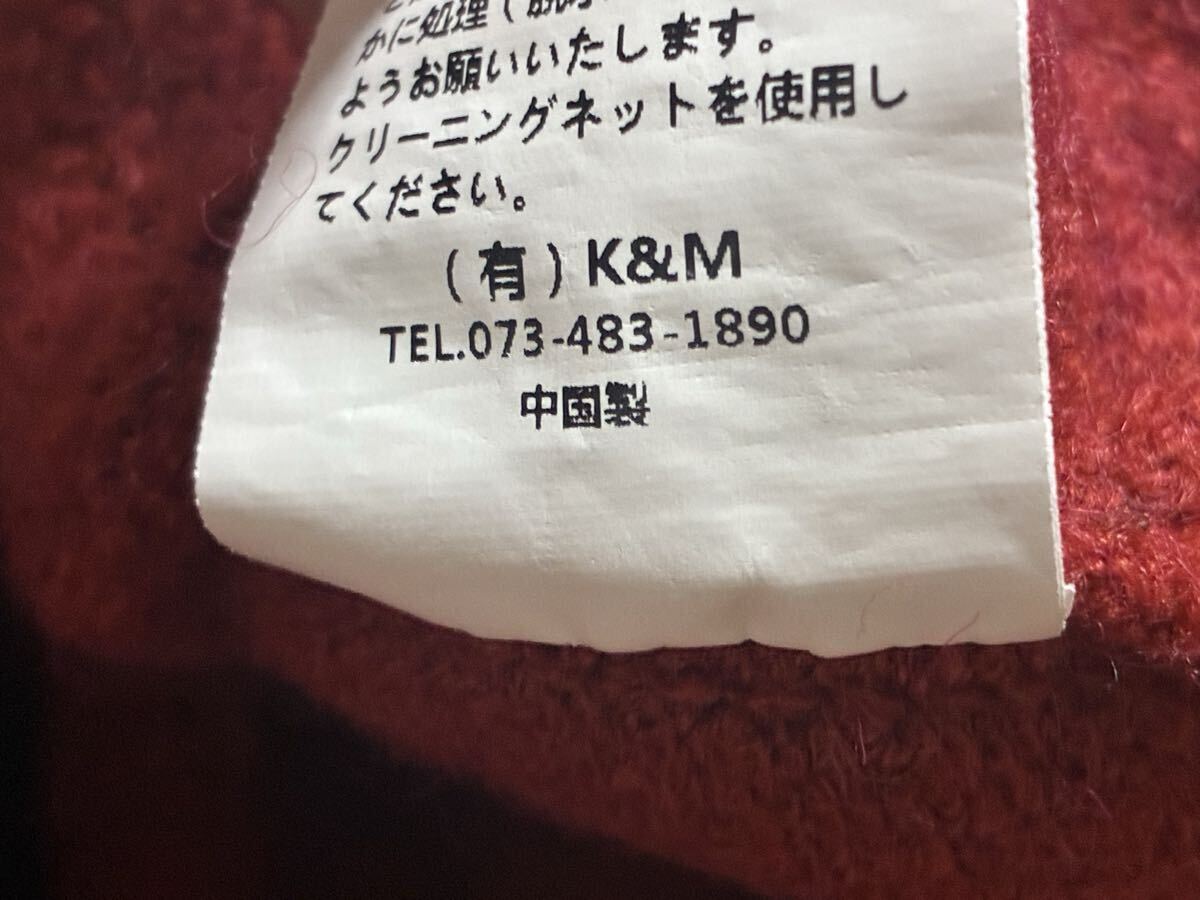 かに処理(
ようお願いいたします。
クリーニングネットを使用し
てください。
(有)K&M
TEL.073-483-1890
中国製